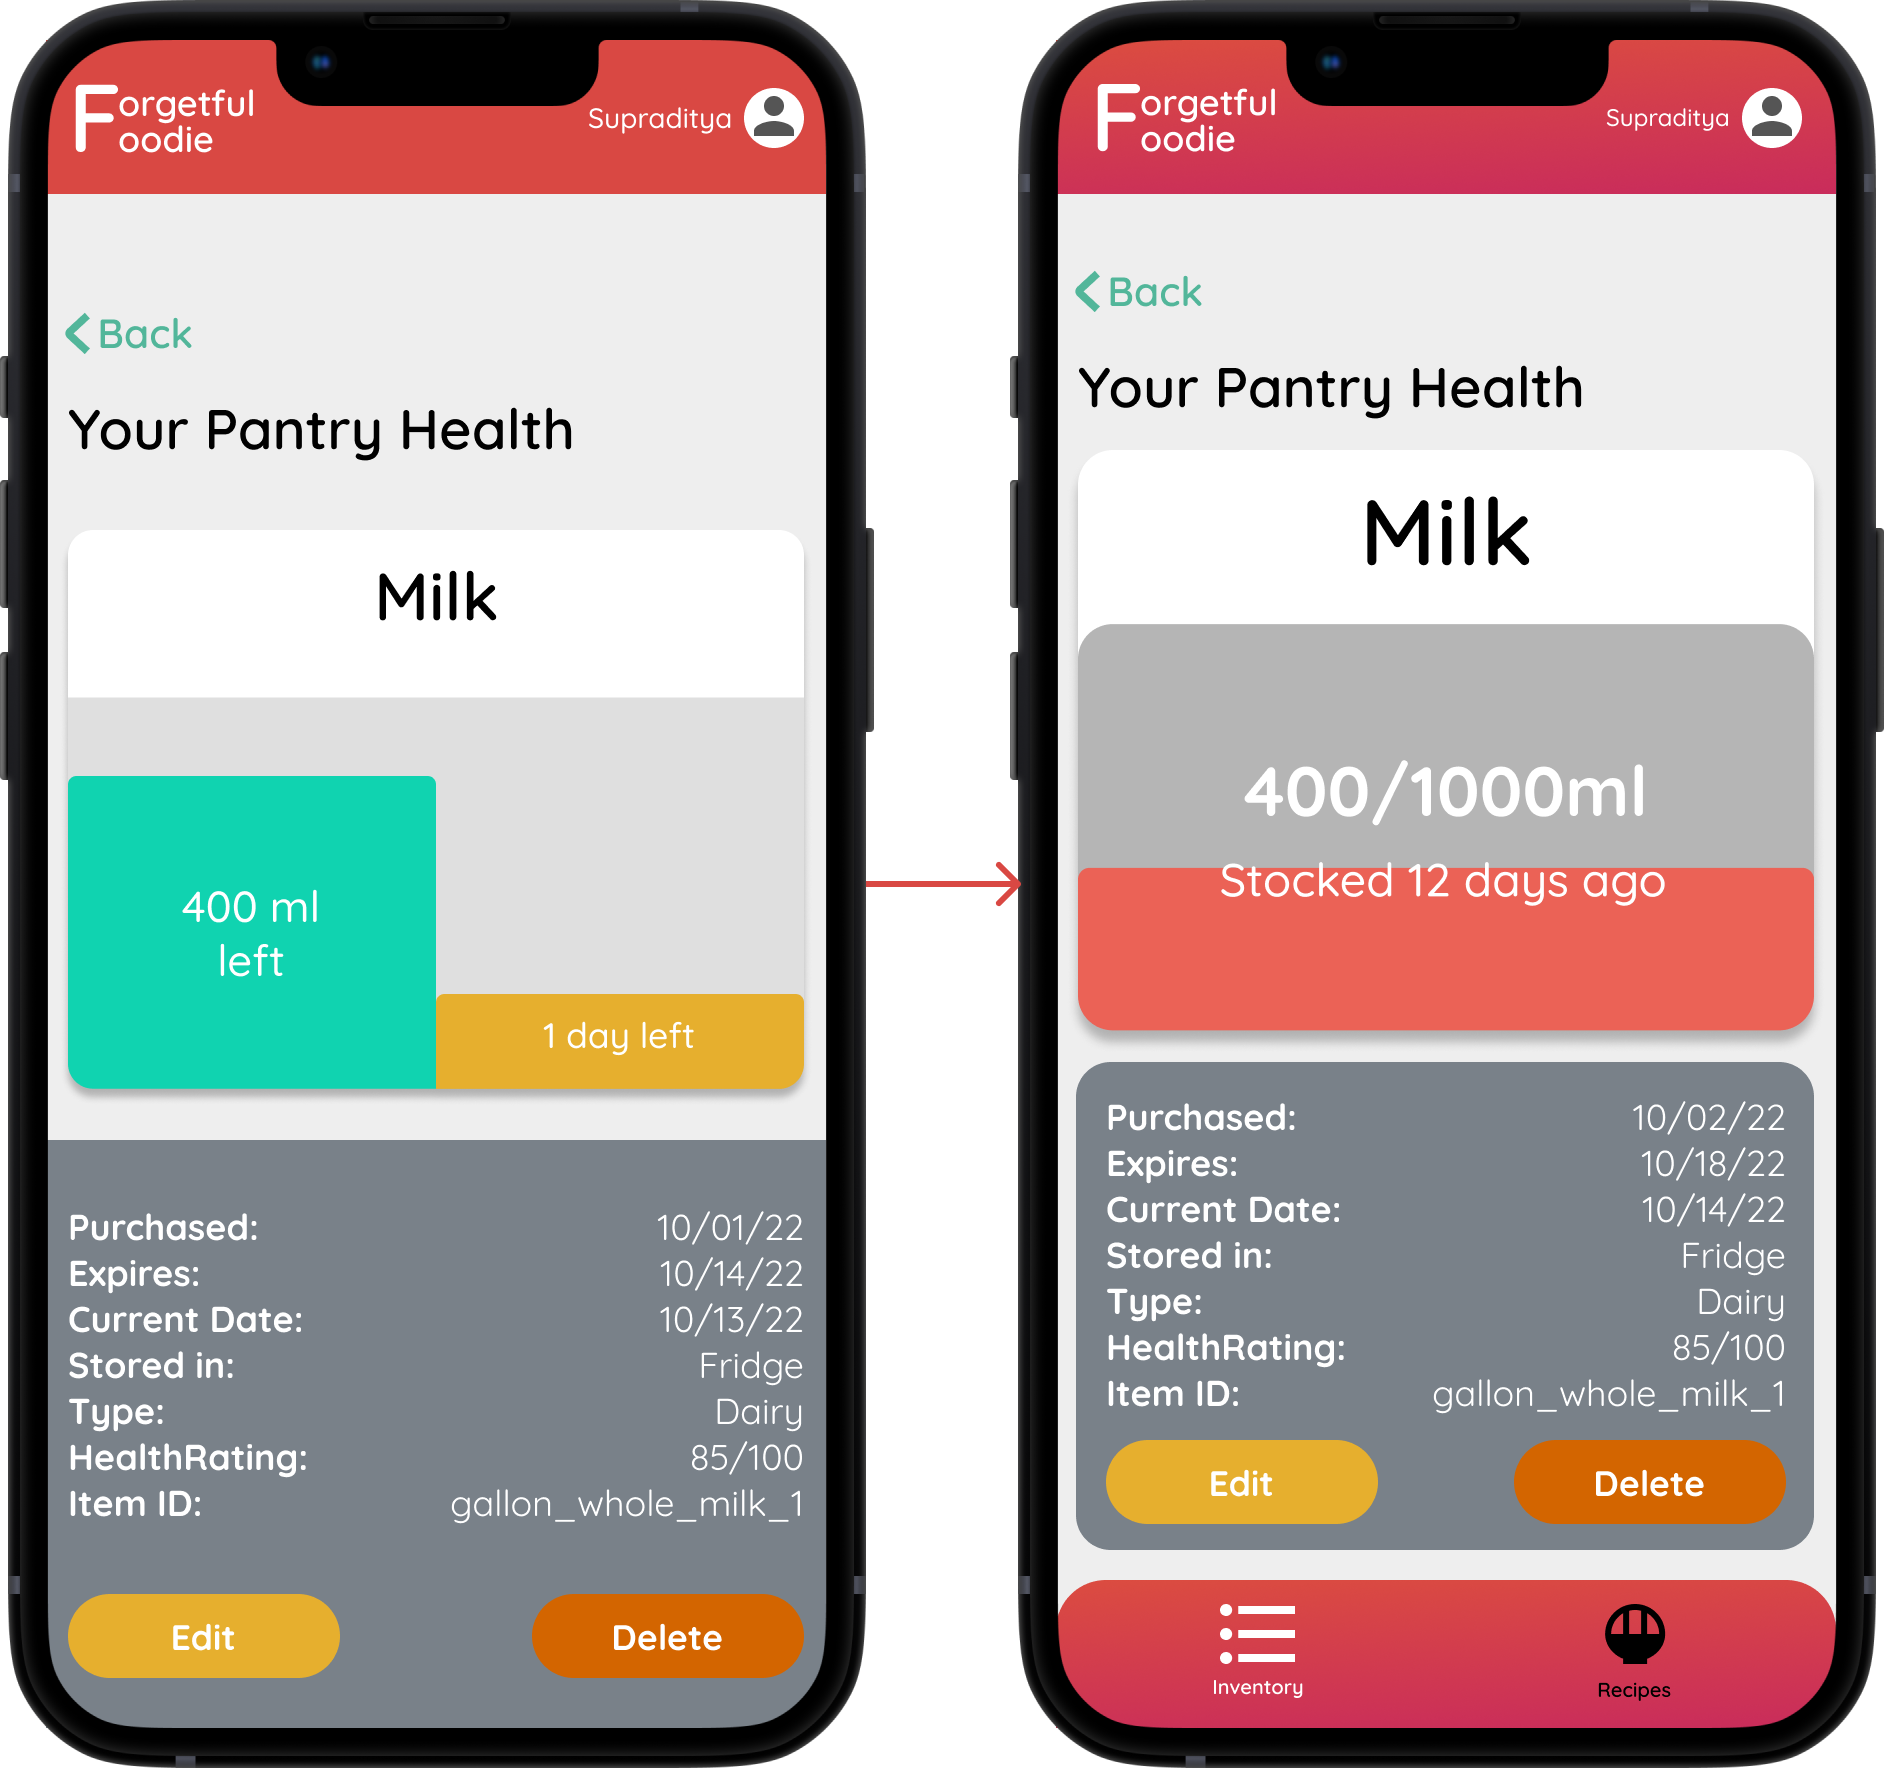 Forgetful
Foodie
Supraditya
Back
Your Pantry Health
Milk
400 ml
left
1 day left
Purchased: 10/01/22
Expires: 10/14/22
Current Date: 10/13/22
Stored in: Fridge
Type: Dairy
HealthRating: 85/100
Item ID: gallon_whole_milk_1
Edit Delete
Forgetful
Foodie
Supraditya
Back
Your Pantry Health
Milk
400/1000ml
Stocked 12 days ago
Purchased: 10/02/22
Expires: 10/18/22
Current Date: 10/14/22
Stored in: Fridge
Type: Dairy
HealthRating: 85/100
Item ID: gallon_whole_milk_1
Edit Delete
Inventory Recipes